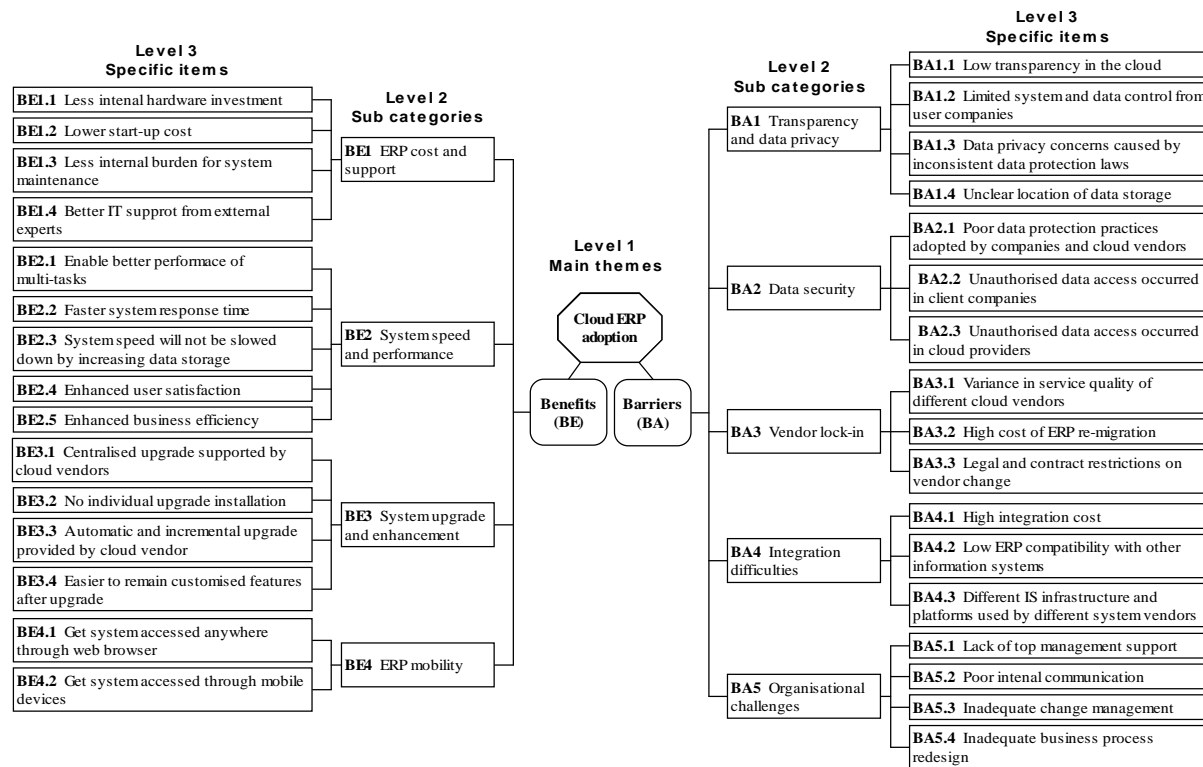 Level 3
Specific items
BE1.1 Less intenal hardware investment
BE1.2 Lower start-up cost
BE1.3 Less internal burden for system
maintenance
BE1.4 Better IT supprot from exter​nal
experts
BE2.1 Enable better performace of
multi-tasks
BE2.2 Faster system response time
BE2.3 System speed will not be slowed
down by increasing data storage
BE2.4 Enhanced user satisfaction
BE2.5 Enhanced business efficiency
BE3.1 Centralised upgrade supported by
cloud vendors
BE3.2 No individual upgrade installation
BE3.3 Automatic and incremental upgrade
provided by cloud vendor
BE3.4 Easier to remain customised features
after upgrade
BE4.1 Get system accessed anywhere
through web browser
BE4.2 Get system accessed through mobile
devices
Level 2
Sub categories
BE1 ERP cost and
support
BE2 System speed
and performance
BE3 System upgrade
and enhancement
BE4 ERP mobility
Level 1
Main themes
Cloud ERP
adoption
Benefits
(BE)
Barriers
(BA)
Level 2
Sub categories
BA1 Transparency
and data privacy
BA2 Data security
BA3 Vendor lock-in
BA4 Integration
difficulties
BA5 Organisational
challenges
Level 3
Specific items
BA1.1 Low transparency in the cloud
BA1.2 Limited system and data control from
user companies
BA1.3 Data privacy concerns caused by
inconsistent data protection laws
BA1.4 Unclear location of data storage
BA2.1 Poor data protection practices
adopted by companies and cloud vendors
BA2.2 Unauthorised data access occurred
in client companies
BA2.3 Unauthorised data access occurred
in cloud providers
BA3.1 Variance in service quality of
different cloud vendors
BA3.2 High cost of ERP re-migration
BA3.3 Legal and contract restrictions on
vendor change
BA4.1 High integration cost
BA4.2 Low ERP compatibility with other
information systems
BA4.3 Different IS infrastructure and
platforms used by different system vendors
BA5.1 Lack of top management support
BA5.2 Poor intenal communication
BA5.3 Inadequate change management
BA5.4 Inadequate business process
redesign